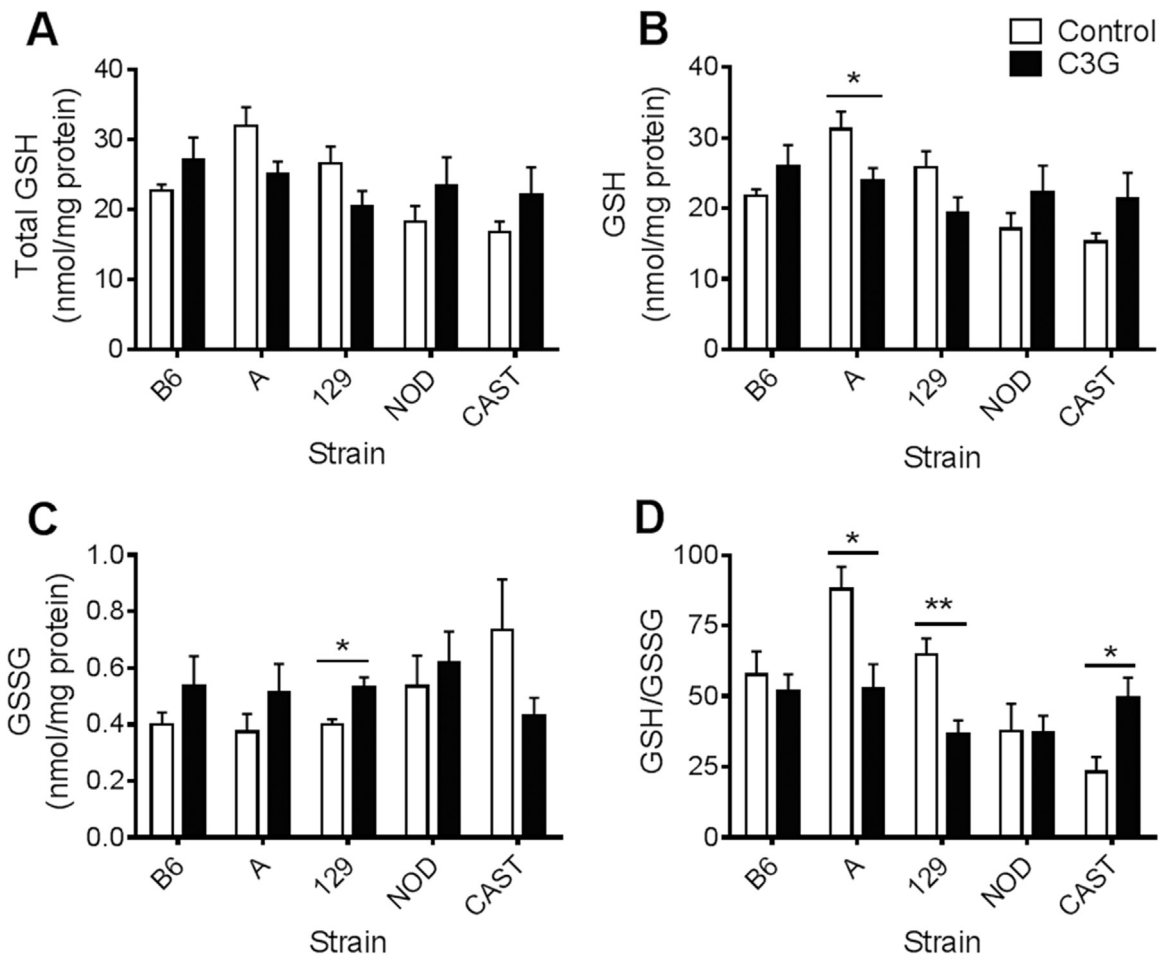 A
B
Control
C3G
Total GSH
(nmol/mg protein)
40
30
20
10
0
B6
A
129
NOD
CAST
Strain
GSH
(nmol/mg protein)
40
30
20
10
0
*
B6
A
129
NOD
CAST
Strain
C
GSSG
(nmol/mg protein)
1.0
0.8
0.6
0.4
0.2
0.0
*
B6
A
129
NOD
CAST
Strain
D
GSH/GSSG
100
75
50
25
0
*
**
*
B6
A
129
NOD
CAST
Strain